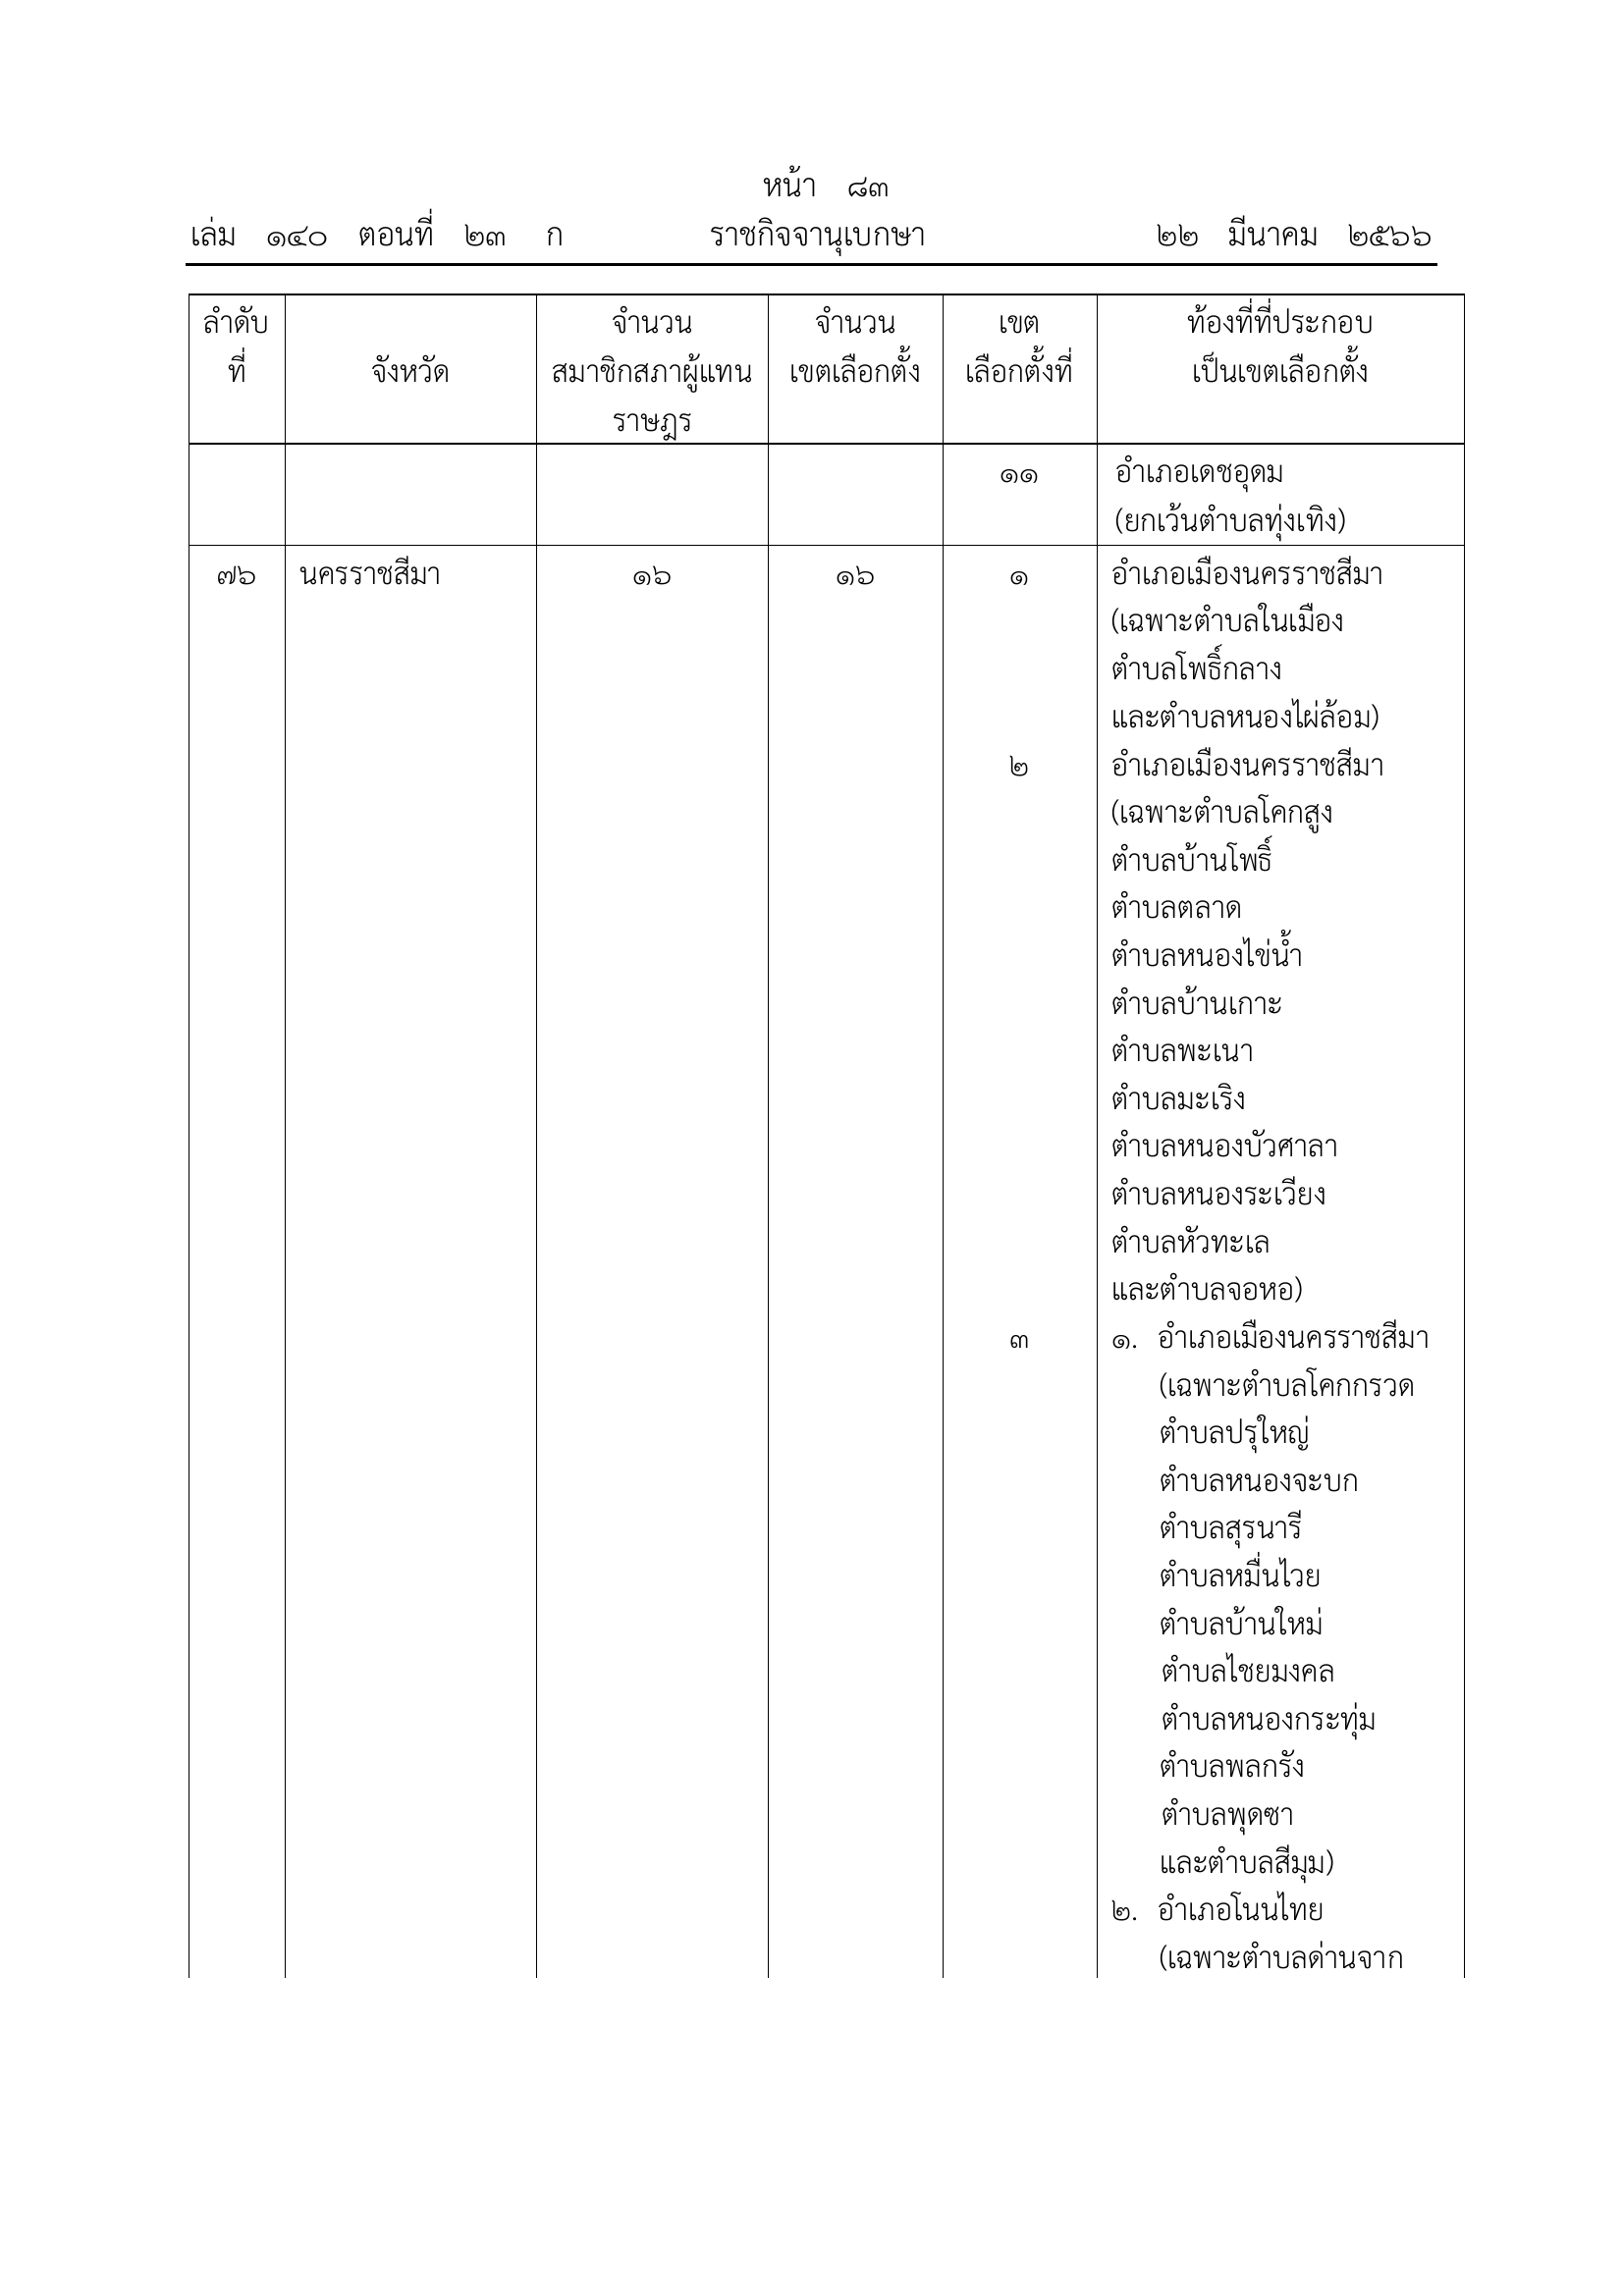 หน้า ๘๓
เล่ม ๑๔๐ ตอนที่ ๒๓ ก ราชกิจจานุเบกษา ๒๒ มีนาคม ๒๕๖๖
ลำดับ จำนวน จำนวน เขต ท้องที่ที่ประกอบ
ที่ จังหวัด สมาชิกสภาผู้แทน เขตเลือกตั้ง เลือกตั้งที่ เป็นเขตเลือกตั้ง
ราษฎร
๑๑ อำเภอเดชอุดม
(ยกเว้นตำบลทุ่งเทิง)
๗๖ นครราชสีมา ๑๖ ๑๖ ๑ อำเภอเมืองนครราชสีมา
(เฉพาะตำบลในเมือง
ตำบลโพธิ์กลาง
และตำบลหนองไผ่ล้อม)
๒ อำเภอเมืองนครราชสีมา
(เฉพาะตำบลโคกสูง
ตำบลบ้านโพธิ์
ตำบลตลาด
ตำบลหนองไข่น้ำ
ตำบลบ้านเกาะ
ตำบลพะเนา
ตำบลมะเริง
ตำบลหนองบัวศาลา
ตำบลหนองระเวียง
ตำบลหัวทะเล
และตำบลจอหอ)
๓ ๑. อำเภอเมืองนครราชสีมา
(เฉพาะตำบลโคกกรวด
ตำบลปรุใหญ่
ตำบลหนองจะบก
ตำบลสุรนารี
ตำบลหมื่นไวย
ตำบลบ้านใหม่
ตำบลไชยมงคล
ตำบลหนองกระทุ่ม
ตำบลพลกรัง
ตำบลพุดซา
และตำบลสีมุม)
๒. อำเภอโนนไทย
(เฉพาะตำบลด่านจาก